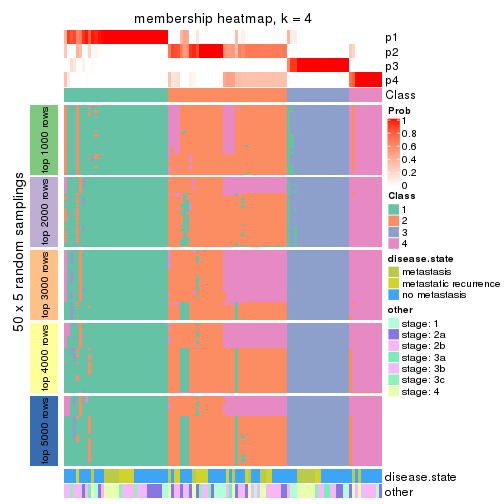 membership heatmap, k = 4
p1
p2
p3
p4
Class
50 x 5 random samplings
top 1000 rows
top 2000 rows
top 3000 rows
top 4000 rows
top 5000 rows
Prob
1
0.8
0.6
0.4
0.2
0
Class
1
2
3
4
disease.state
metastasis
metastatic recurrence
no metastasis
other
stage: 1
stage: 2a
stage: 2b
stage: 3a
stage: 3b
stage: 3c
stage: 4
disease.state
other